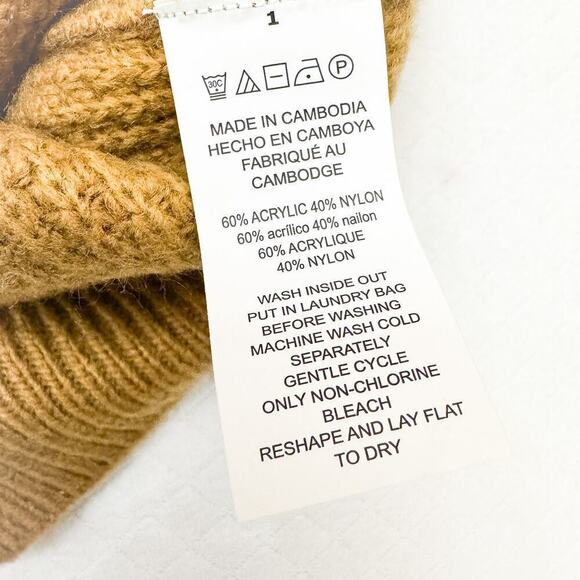 1
30C P
MADE IN CAMBODIA
HECHO EN CAMBOYA
FABRIQUÉ AU
CAMBODGE
60% ACRYLIC 40% NYLON
60% acrílico 40% nailon
60% ACRYLIQUE
40% NYLON
WASH INSIDE OUT
PUT IN LAUNDRY BAG
BEFORE WASHING
MACHINE WASH COLD
SEPARATELY
GENTLE CYCLE
ONLY NON-CHLORINE
BLEACH
RESHAPE AND LAY FLAT
TO DRY